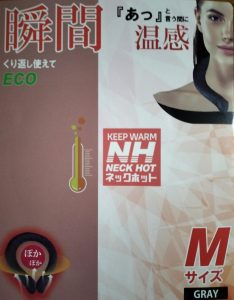 瞬間
『あっ』と言う間に
温感
くり返し使えて
ECO
KEEP WARM
NH
NECK HOT
ネックホット
ぽか
ぽか
M
サイズ
GRAY